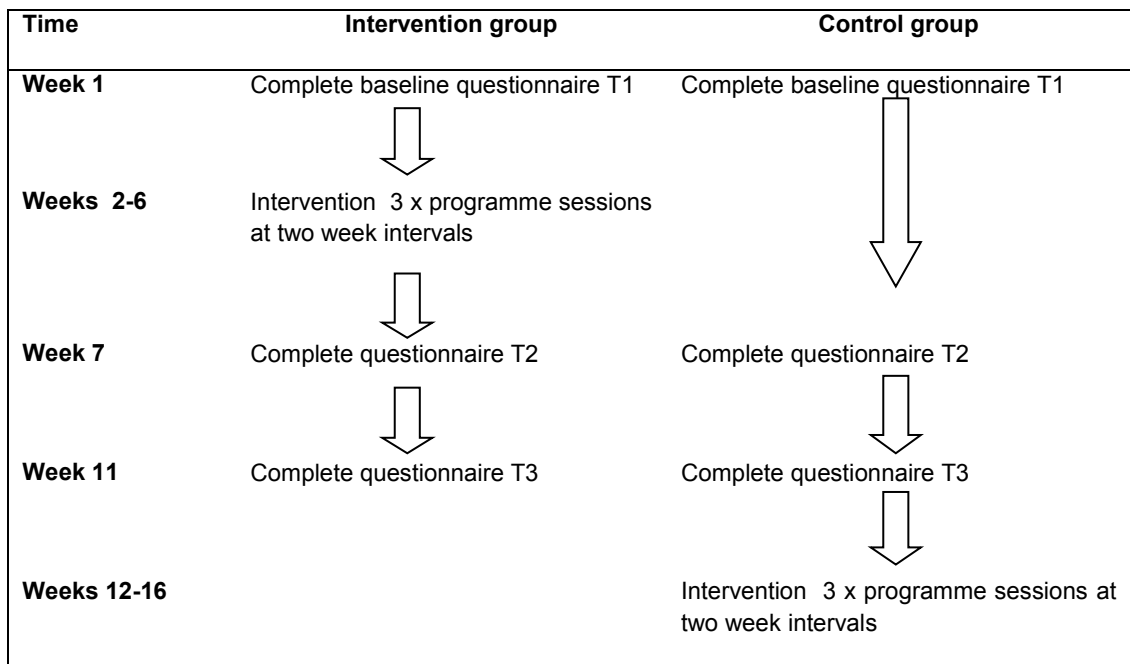 Time Intervention group Control group
Week 1 Complete baseline questionnaire T1 Complete baseline questionnaire T1
Weeks 2-6 Intervention 3 x programme sessions
at two week intervals
Week 7 Complete questionnaire T2 Complete questionnaire T2
Week 11 Complete questionnaire T3 Complete questionnaire T3
Weeks 12-16 Intervention 3 x programme sessions at
two week intervals